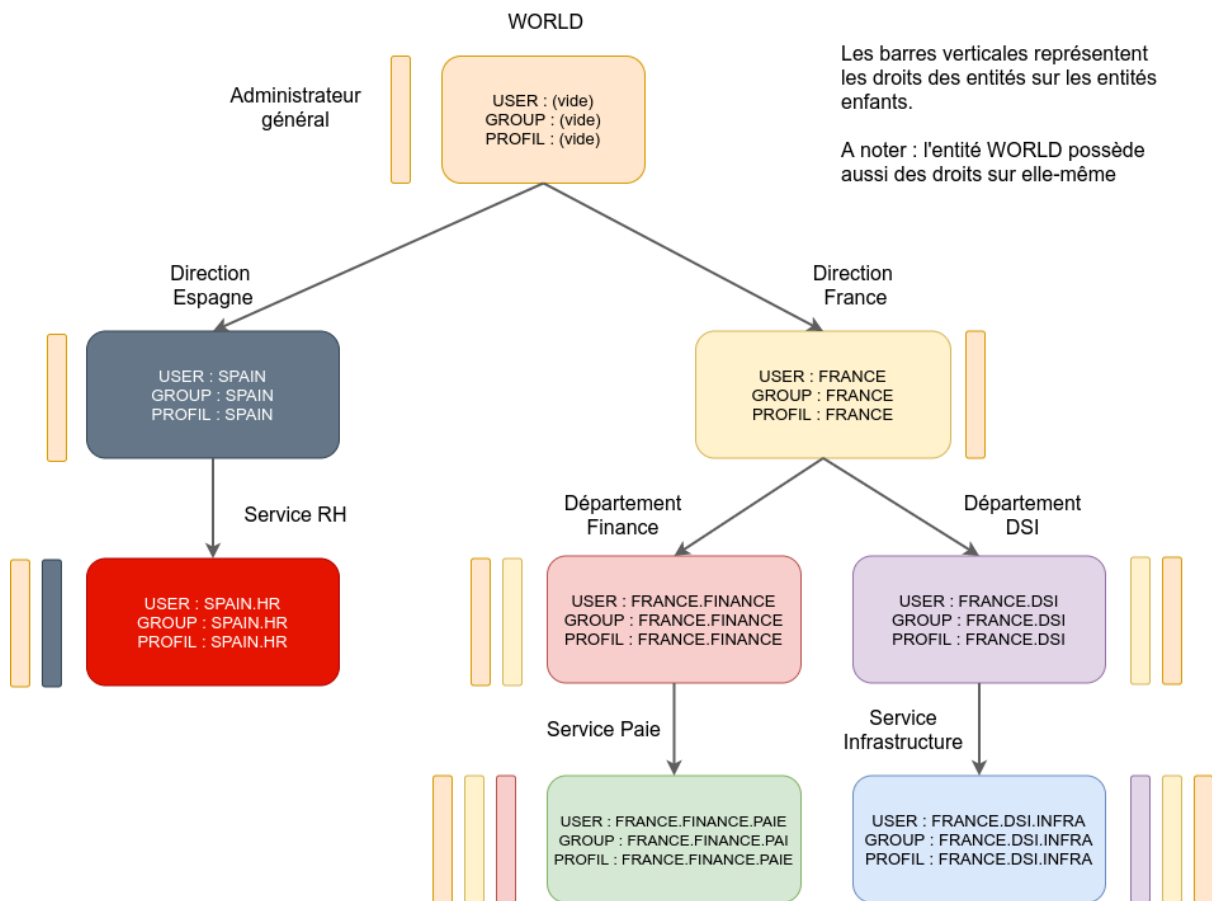 WORLD
Administrateur
général
USER : (vide)
GROUP : (vide)
PROFIL : (vide)
Les barres verticales représentent
les droits des entités sur les entités
enfants.
A noter : l'entité WORLD possède
aussi des droits sur elle-même
Direction
Espagne
Direction
France
USER : SPAIN
GROUP : SPAIN
PROFIL : SPAIN
USER : FRANCE
GROUP : FRANCE
PROFIL : FRANCE
Service RH
Département
Finance
Département
DSI
USER : SPAIN.HR
GROUP : SPAIN.HR
PROFIL : SPAIN.HR
USER : FRANCE.FINANCE
GROUP : FRANCE.FINANCE
PROFIL : FRANCE.FINANCE
USER : FRANCE.DSI
GROUP : FRANCE.DSI
PROFIL : FRANCE.DSI
Service Paie
Service
Infrastructure
USER : FRANCE.FINANCE.PAIE
GROUP : FRANCE.FINANCE.PAI
PROFIL : FRANCE.FINANCE.PAIE
USER : FRANCE.DSI.INFRA
GROUP : FRANCE.DSI.INFRA
PROFIL : FRANCE.DSI.INFRA